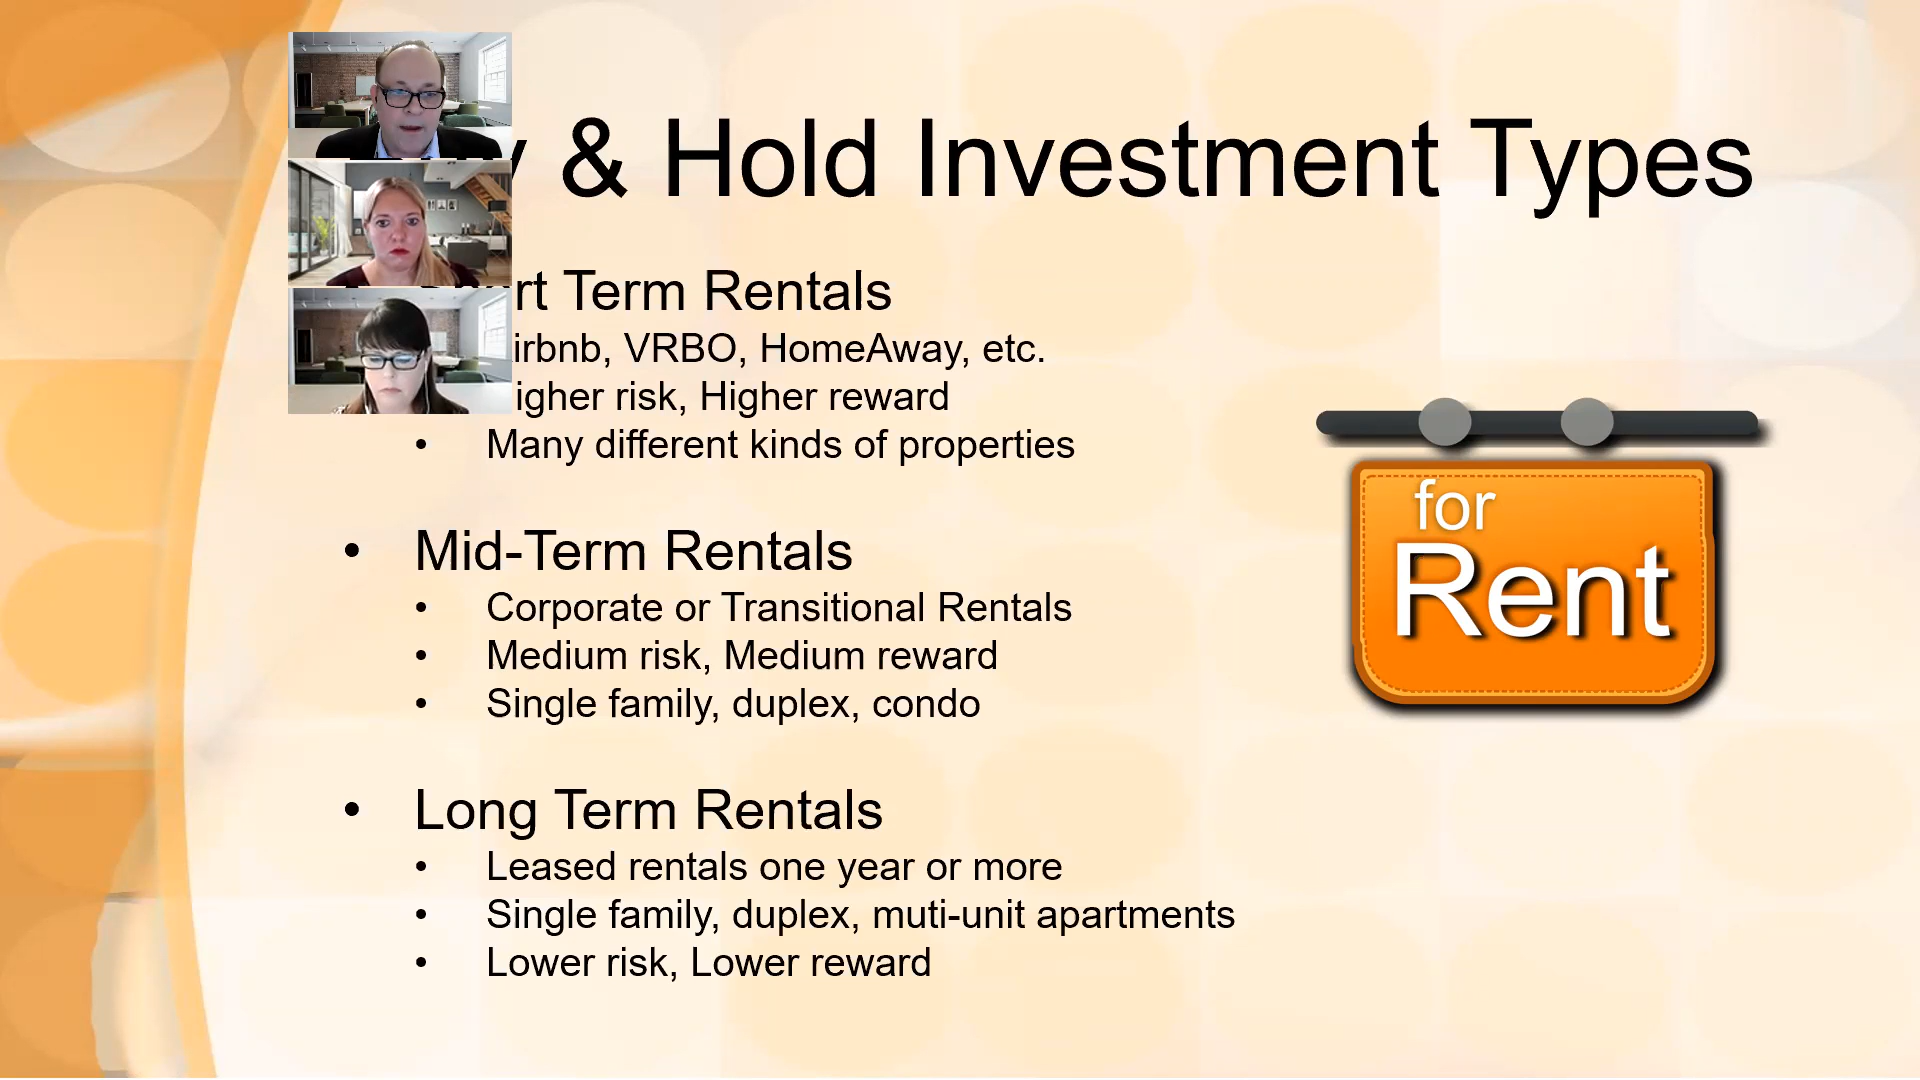 & Hold Investment Types
rt Term Rentals
irbnb, VRBO, HomeAway, etc.
igher risk, Higher reward
• Many different kinds of properties
• Mid-Term Rentals
• Corporate or Transitional Rentals
• Medium risk, Medium reward
• Single family, duplex, condo
• Long Term Rentals
• Leased rentals one year or more
• Single family, duplex, muti-unit apartments
• Lower risk, Lower reward
for
Rent